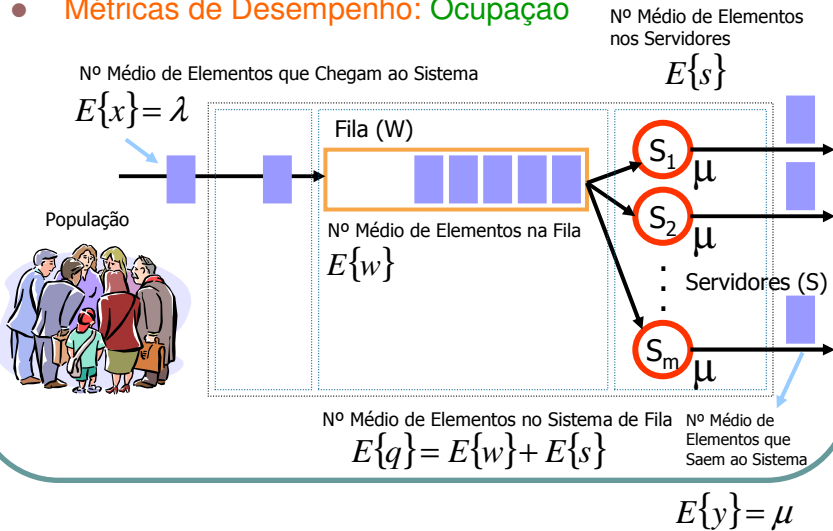 • Métricas de Desempenho: Ocupação
Nº Médio de Elementos
nos Servidores
E{s}
Nº Médio de Elementos que Chegam ao Sistema
E{x} = λ
Fila (W)
S1
μ
População
Nº Médio de Elementos na Fila
E{w}
S2
μ
Servidores (S)
Sm
μ
Nº Médio de Elementos no Sistema de Fila
E{q} = E{w} + E{s}
Nº Médio de
Elementos que
Saem ao Sistema
E{y} = μ